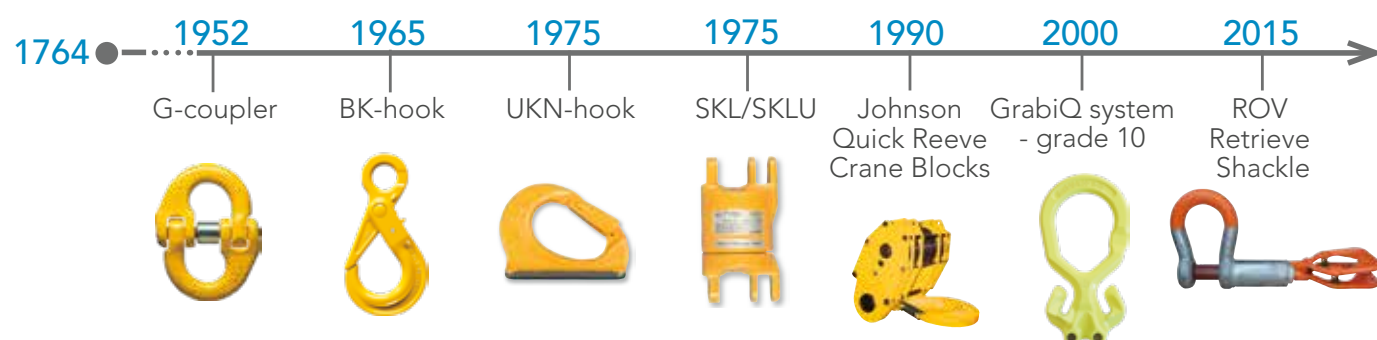 1764
1952
1965
1975
1975
1990
2000
2015
G-coupler
BK-hook
UKN-hook
SKL/SKLU
Johnson
Quick Reeve
Crane Blocks
GrabiQ system
- grade 10
ROV
Retrieve
Shackle